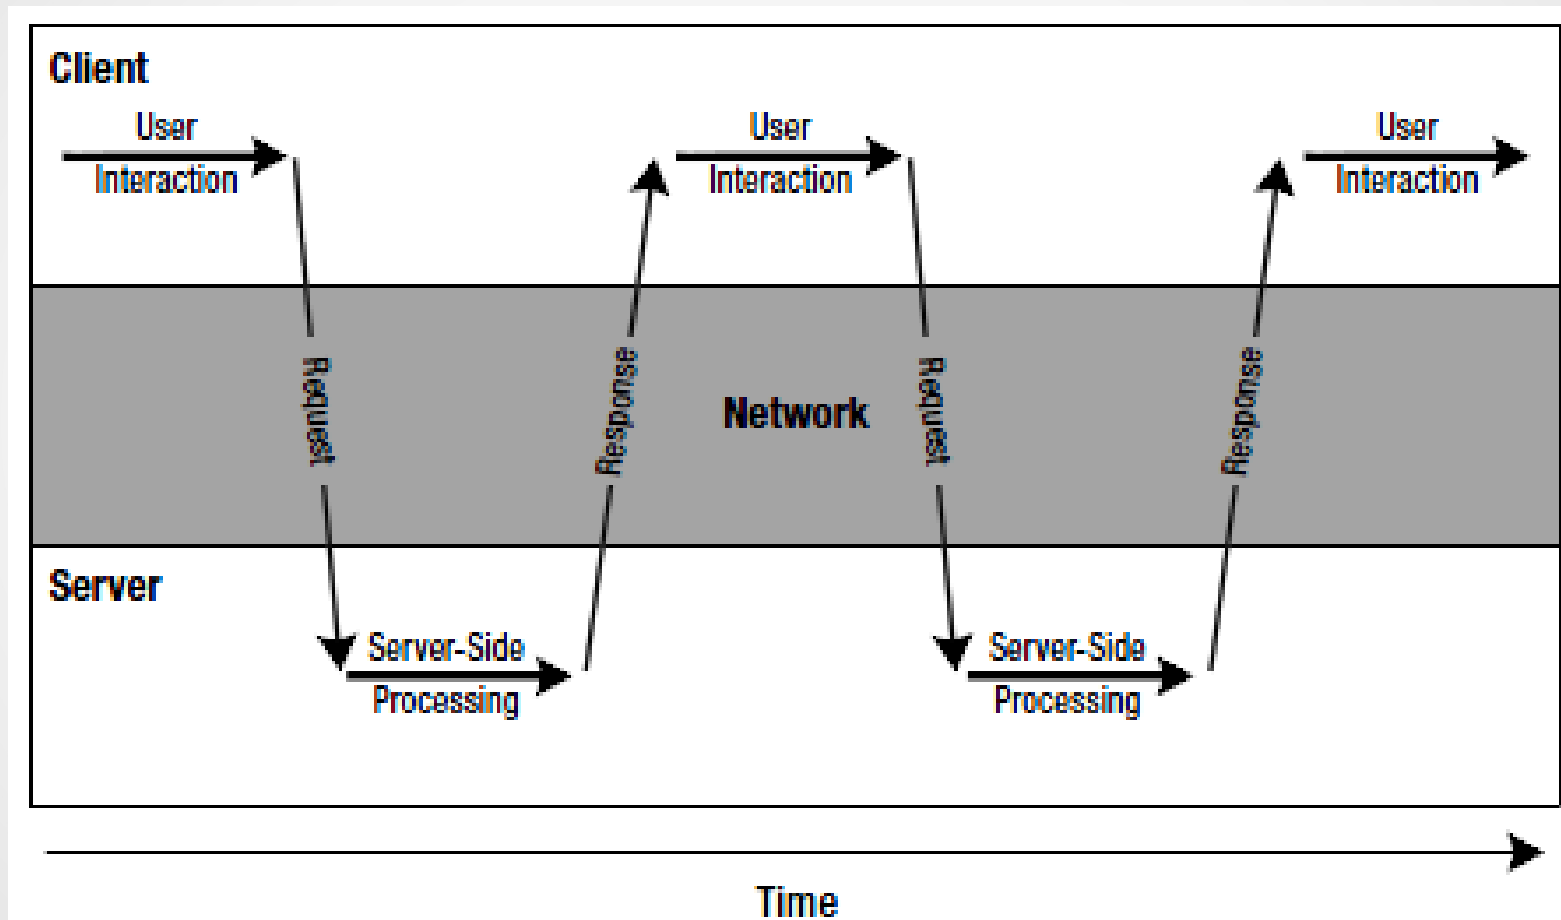 Client
User
Interaction
User
Interaction
User
Interaction
Request
Response
Network
Request
Response
Server
Server-Side
Processing
Server-Side
Processing
Time